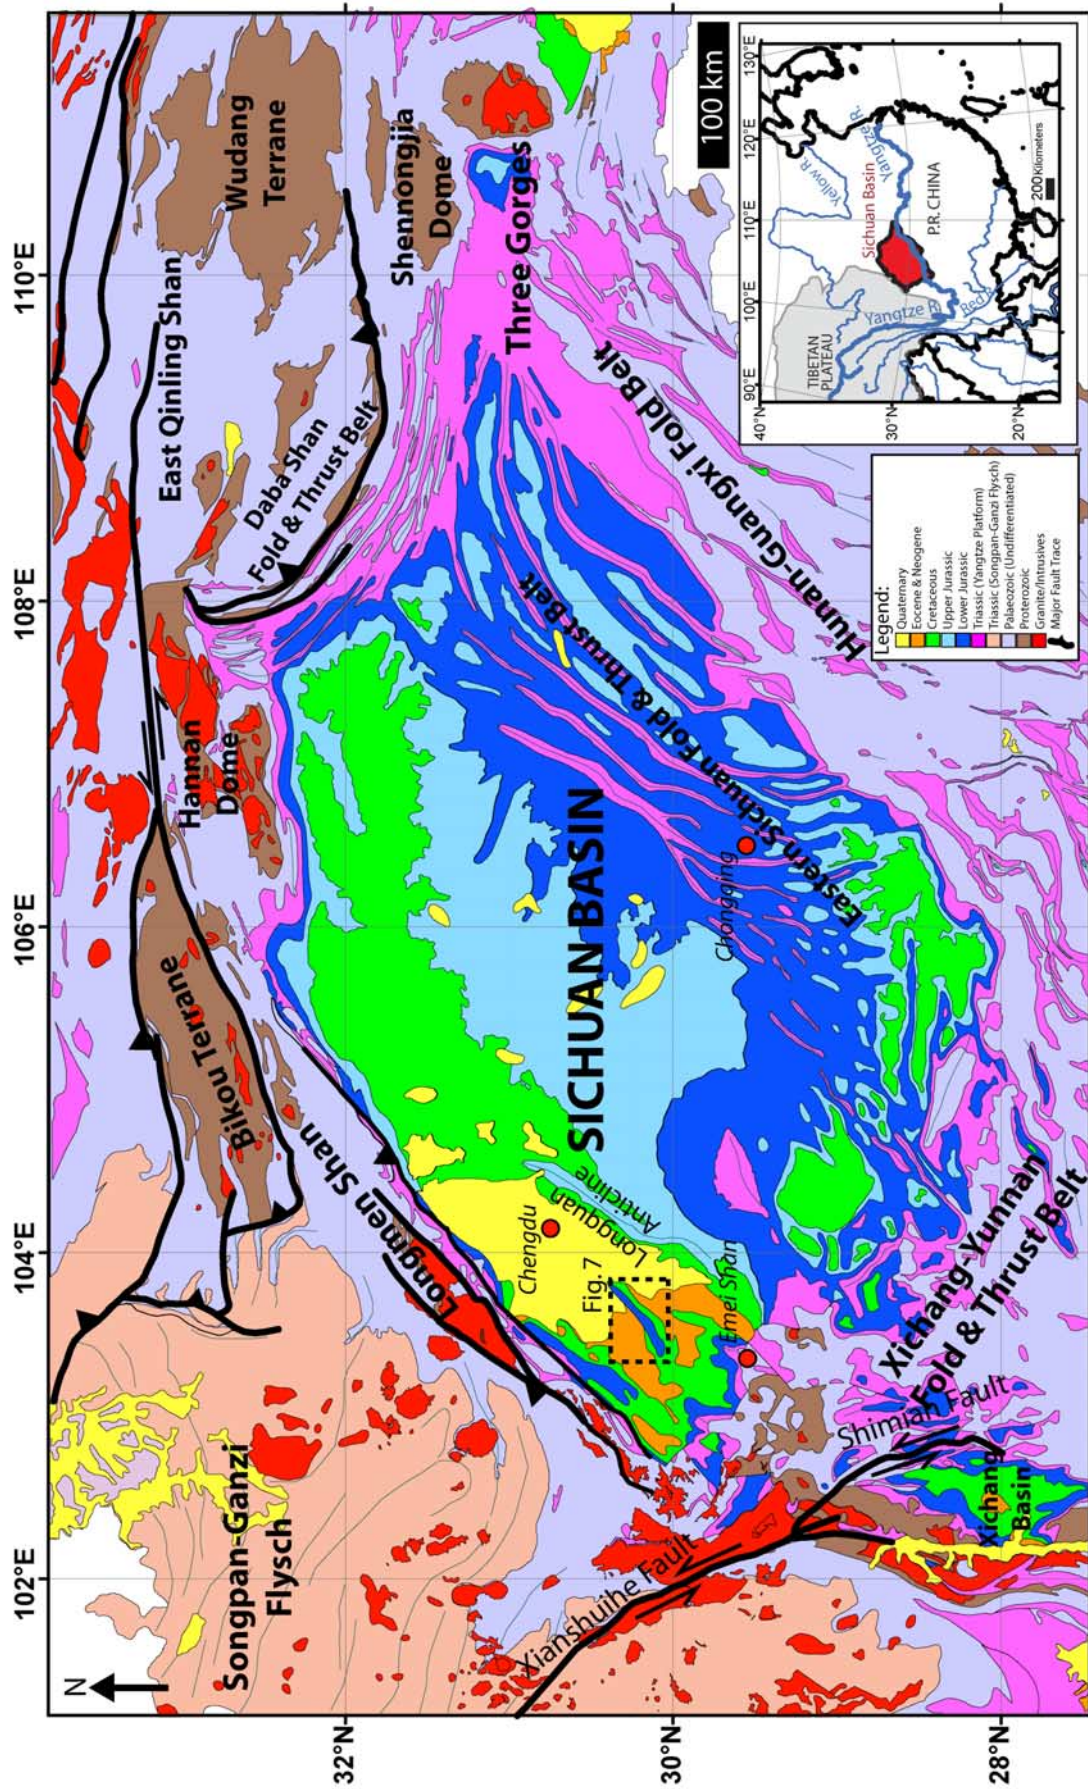 102°E
104°E
106°E
108°E
110°E
32°N
30°N
28°N
N
Songpan-Ganzi
Flysch
Bikou Terrane
Hannan
Dome
East Qinling Shan
Wudang
Terrane
Daba Shan
Fold & Thrust Belt
Shennongjia
Dome
Three Gorges
Longmen Shan
Chengdu
Longquan
Anticline
Fig. 7
Emei Shan
SICHUAN BASIN
Chongqing
Eastern Sichuan Fold & Thrust Belt
Hunan-Guangxi Fold Belt
Xianshuihe Fault
Shimian Fault
Xichang-Yunnan
Fold & Thrust Belt
Xichang
Basin
Legend:
Quaternary
Eocene & Neogene
Cretaceous
Upper Jurassic
Lower Jurassic
Triassic (Yangtze Platform)
Triassic (Songpan-Ganzi Flysch)
Palaeozoic (Undifferentiated)
Proterozoic
Granite/Intrusives
Major Fault Trace
100 km
90°E
100°E
110°E
120°E
130°E
40°N
30°N
20°N
TIBETAN
PLATEAU
Yangtze R.
Red R.
Sichuan Basin
Yellow R.
Yangtze R.
P.R. CHINA
200 Kilometers